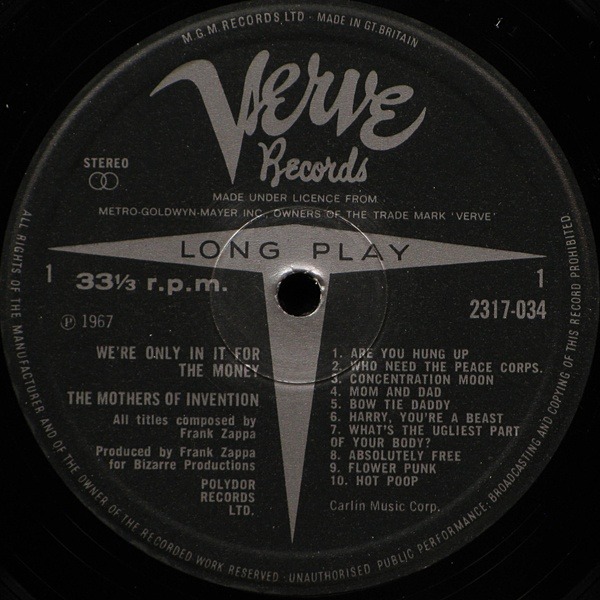 M.G.M. RECORDS LTD · MADE IN GT. BRITAIN
Verve
Records
STEREO
MADE UNDER LICENCE FROM
METRO-GOLDWYN-MAYER INC., OWNERS OF THE TRADE MARK 'VERVE'
LONG PLAY
1
33⅓ r.p.m.
1
2317-034
Ⓟ 1967
WE'RE ONLY IN IT FOR
THE MONEY
THE MOTHERS OF INVENTION
All titles composed by
Frank Zappa
Produced by Frank Zappa
for Bizarre Productions
POLYDOR
RECORDS
LTD.
1. ARE YOU HUNG UP
2. WHO NEED THE PEACE CORPS.
3. CONCENTRATION MOON
4. MOM AND DAD
5. BOW TIE DADDY
6. HARRY, YOU'RE A BEAST
7. WHAT'S THE UGLIEST PART
OF YOUR BODY?
8. ABSOLUTELY FREE
9. FLOWER PUNK
10. HOT POOP
Carlin Music Corp.
ALL RIGHTS OF THE MANUFACTURER AND OF THE OWNER OF THE RECORDED WORK RESERVED · UNAUTHORISED PUBLIC PERFORMANCE, BROADCASTING AND COPYING OF THIS RECORD PROHIBITED.